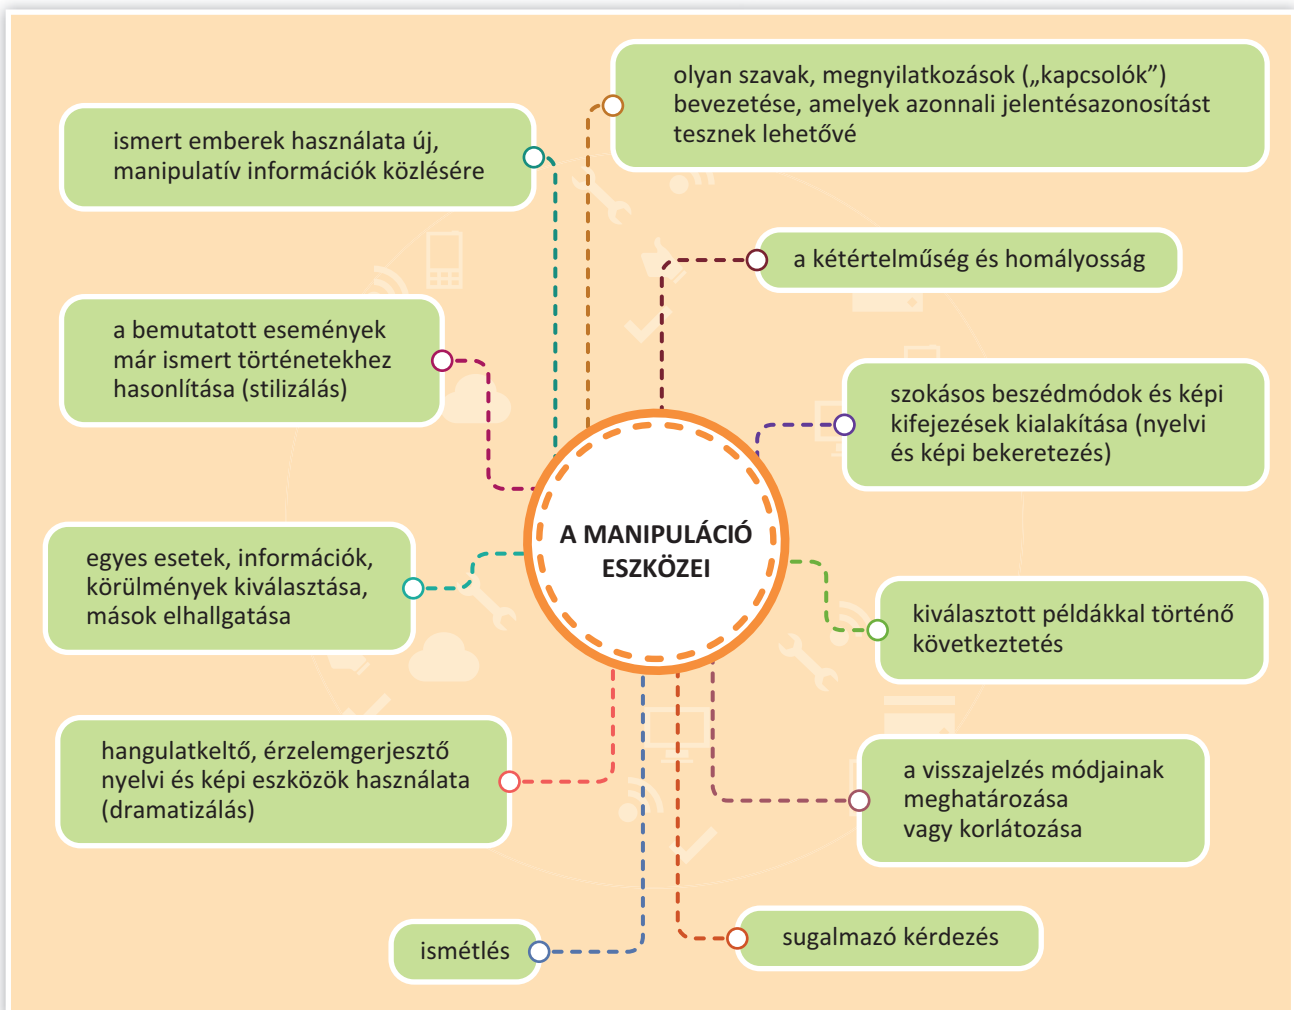 olyan szavak, megnyilatkozások („kapcsolók”)
bevezetése, amelyek azonnali jelentésazonosítást
tesznek lehetővé
ismert emberek használata új,
manipulatív információk közlésére
a kétértelműség és homályosság
a bemutatott események
már ismert történetekhez
hasonlítása (stilizálás)
szokásos beszédmódok és képi
kifejezések kialakítása (nyelvi
és képi bekeretezés)
A MANIPULÁCIÓ
ESZKÖZEI
egyes esetek, információk,
körülmények kiválasztása,
mások elhallgatása
kiválasztott példákkal történő
következtetés
hangulatkeltő, érzelemgerjesztő
nyelvi és képi eszközök használata
(dramatizálás)
a visszajelzés módjainak
meghatározása
vagy korlátozása
ismétlés
sugalmazó kérdezés